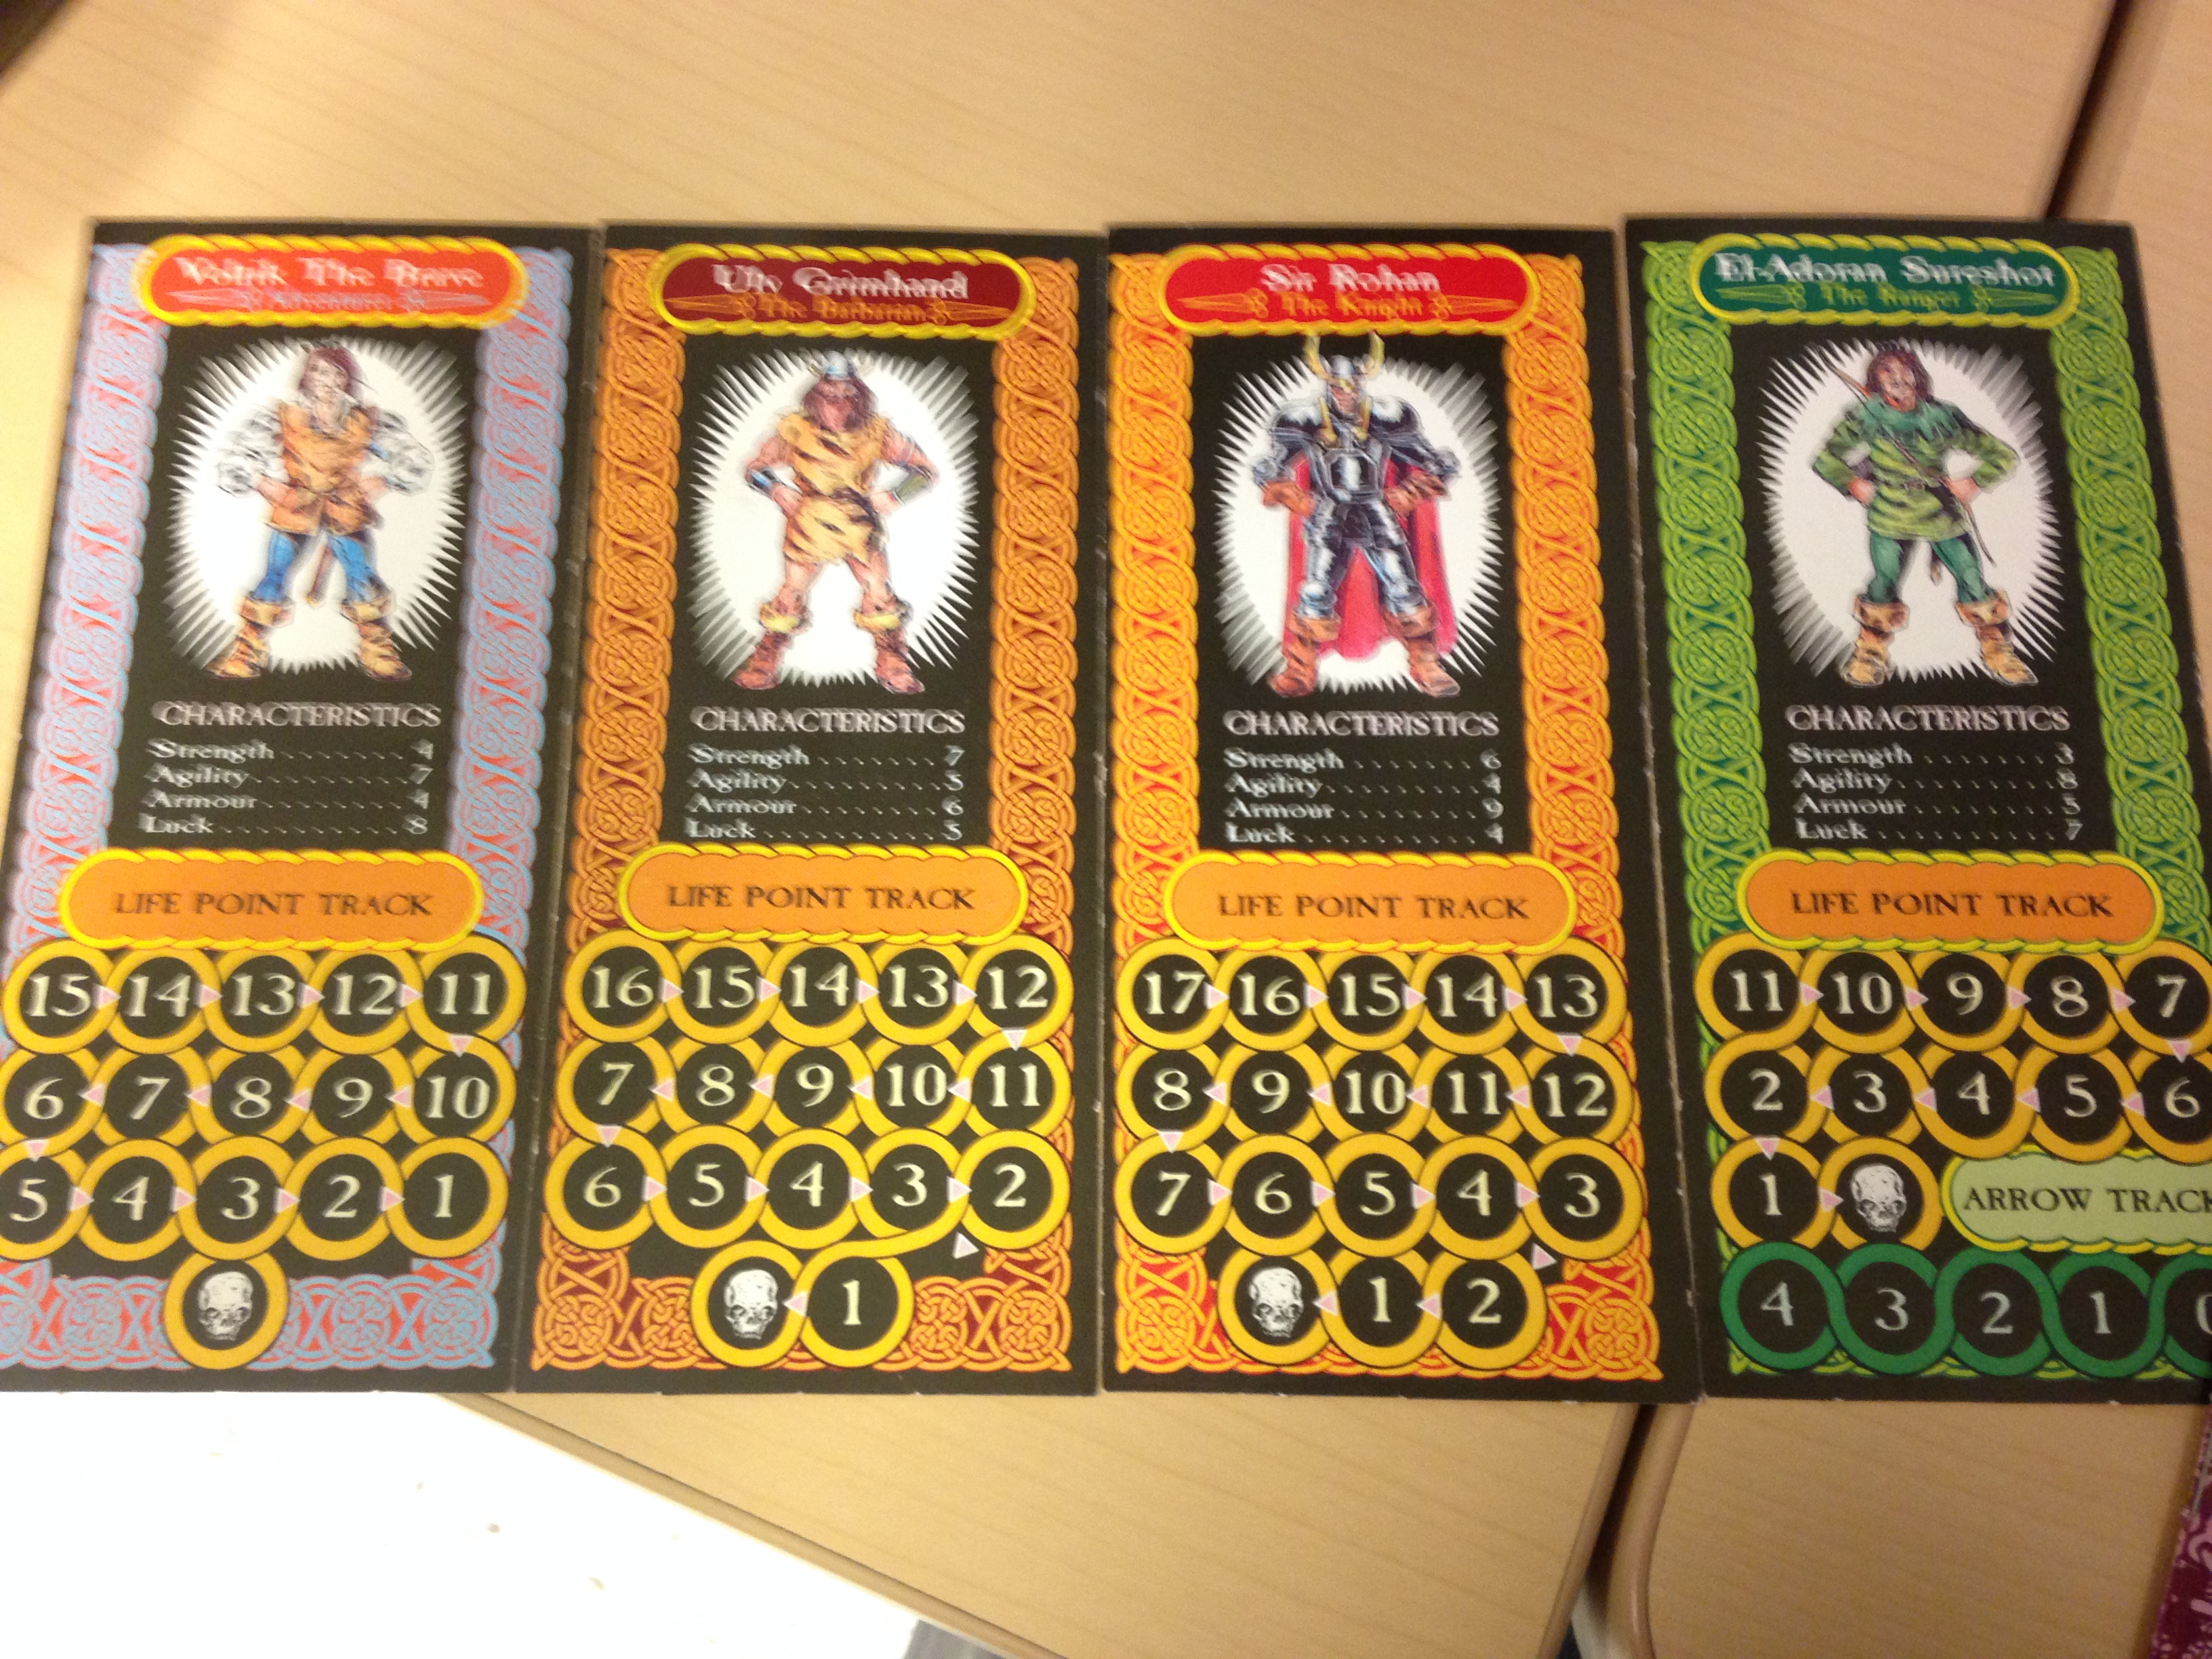 Volrik The Brave
Adventurer
CHARACTERISTICS
Strength ....... 4
Agility ....... 7
Armour ....... 4
Luck ....... 8
LIFE POINT TRACK
15 14 13 12 11
6 7 8 9 10
5 4 3 2 1
Ulv Grimhand
The Barbarian
CHARACTERISTICS
Strength ....... 7
Agility ....... 5
Armour ....... 6
Luck ....... 5
LIFE POINT TRACK
16 15 14 13 12
7 8 9 10 11
6 5 4 3 2
1
Sir Rohan
The Knight
CHARACTERISTICS
Strength ....... 6
Agility ....... 4
Armour ....... 9
Luck ....... 4
LIFE POINT TRACK
17 16 15 14 13
8 9 10 11 12
7 6 5 4 3
1 2
El-Adoran Sureshot
The Ranger
CHARACTERISTICS
Strength ....... 3
Agility ....... 8
Armour ....... 5
Luck ....... 7
LIFE POINT TRACK
11 10 9 8 7
2 3 4 5 6
1
ARROW TRACK
4 3 2 1